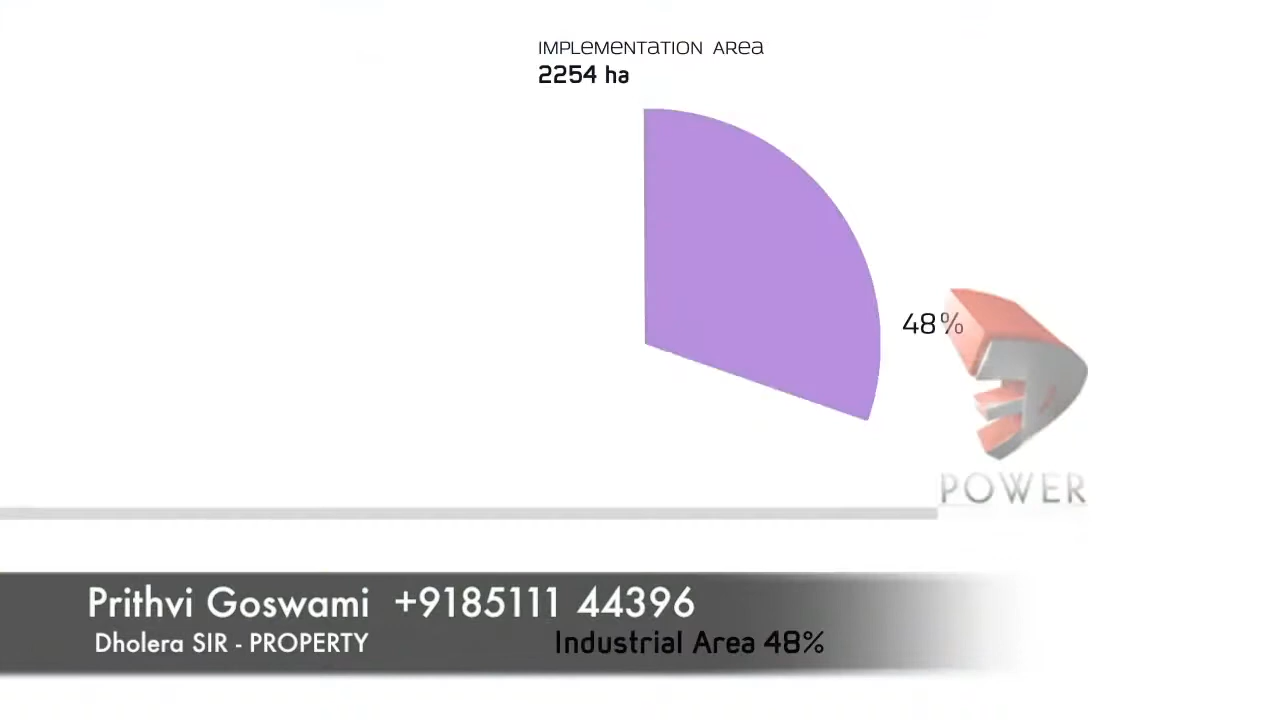 IMPLEMENTATION AREA
2254 ha
48%
POWER
Prithvi Goswami +9185111 44396
Dholera SIR - PROPERTY
Industrial Area 48%